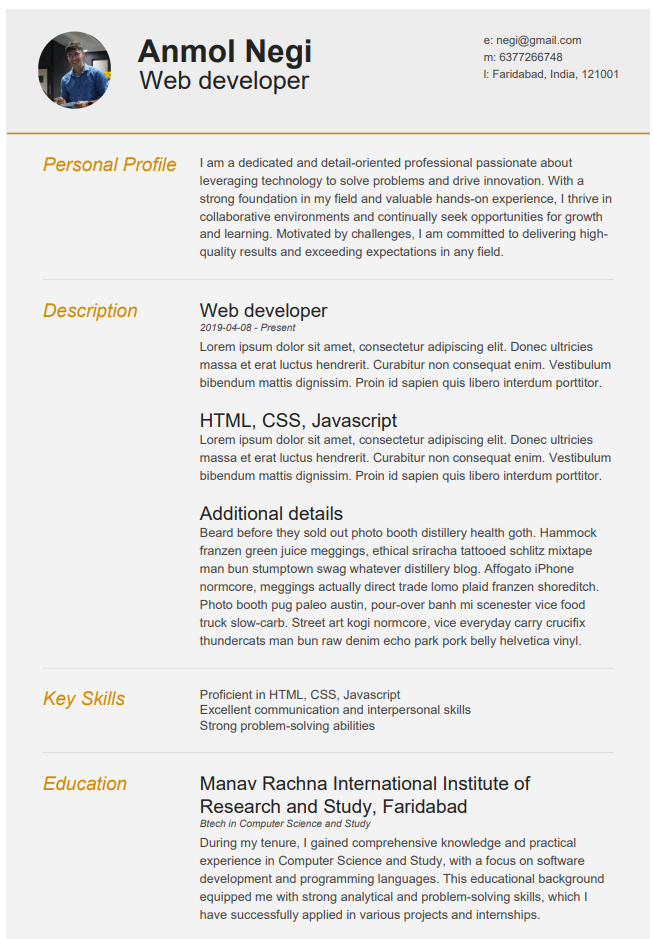 Anmol Negi
Web developer
e: negi@gmail.com
m: 6377266748
l: Faridabad, India, 121001
Personal Profile
I am a dedicated and detail-oriented professional passionate about
leveraging technology to solve problems and drive innovation. With a
strong foundation in my field and valuable hands-on experience, I thrive in
collaborative environments and continually seek opportunities for growth
and learning. Motivated by challenges, I am committed to delivering high-
quality results and exceeding expectations in any field.
Description
Web developer
2019-04-08 - Present
Lorem ipsum dolor sit amet, consectetur adipiscing elit. Donec ultricies
massa et erat luctus hendrerit. Curabitur non consequat enim. Vestibulum
bibendum mattis dignissim. Proin id sapien quis libero interdum porttitor.
HTML, CSS, Javascript
Lorem ipsum dolor sit amet, consectetur adipiscing elit. Donec ultricies
massa et erat luctus hendrerit. Curabitur non consequat enim. Vestibulum
bibendum mattis dignissim. Proin id sapien quis libero interdum porttitor.
Additional details
Beard before they sold out photo booth distillery health goth. Hammock
franzen green juice meggings, ethical sriracha tattooed schlitz mixtape
man bun stumptown swag whatever distillery blog. Affogato iPhone
normcore, meggings actually direct trade lomo plaid franzen shoreditch.
Photo booth pug paleo austin, pour-over banh mi scenester vice food
truck slow-carb. Street art kogi normcore, vice everyday carry crucifix
thundercats man bun raw denim echo park pork belly helvetica vinyl.
Key Skills
Proficient in HTML, CSS, Javascript
Excellent communication and interpersonal skills
Strong problem-solving abilities
Education
Manav Rachna International Institute of
Research and Study, Faridabad
Btech in Computer Science and Study
During my tenure, I gained comprehensive knowledge and practical
experience in Computer Science and Study, with a focus on software
development and programming languages. This educational background
equipped me with strong analytical and problem-solving skills, which I
have successfully applied in various projects and internships.